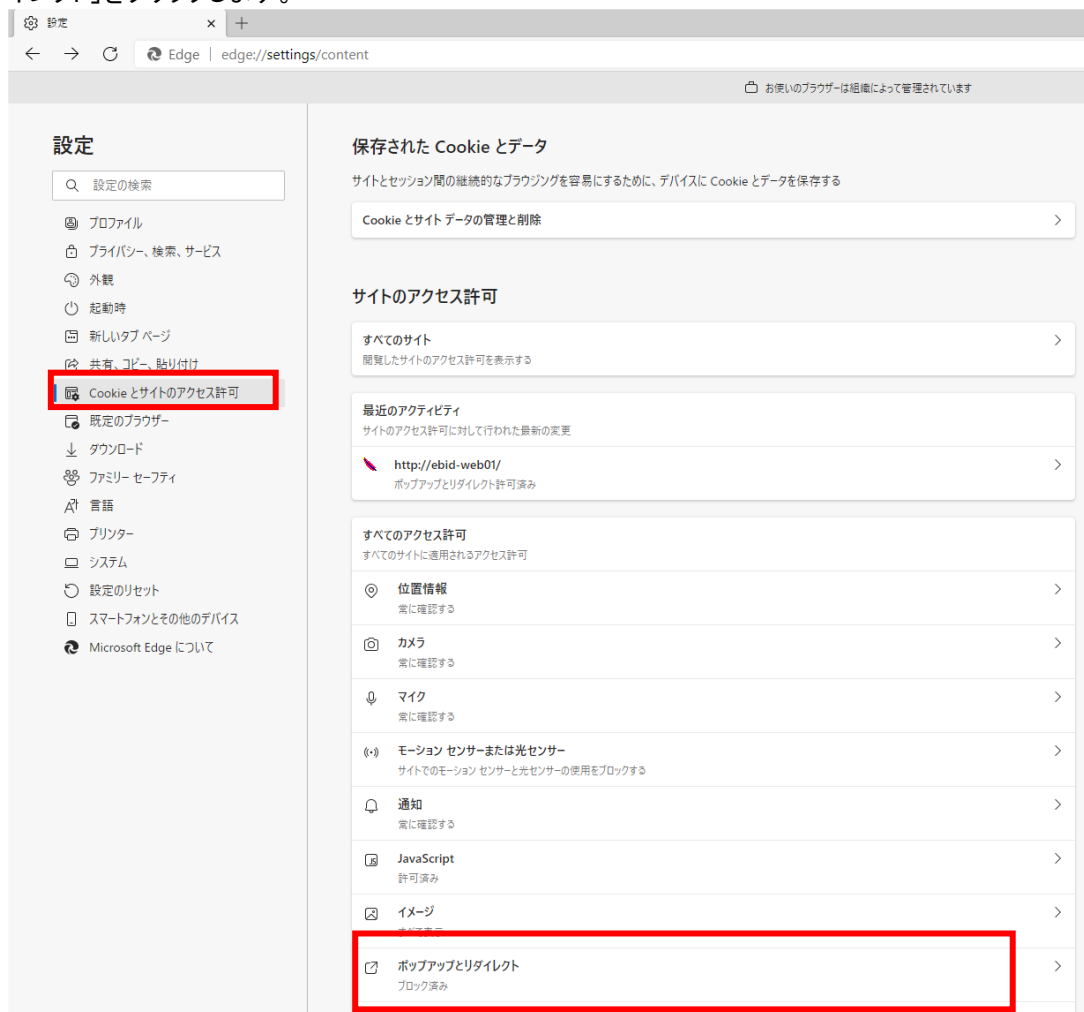 設定
Edge | edge://settings/content
お使いのブラウザーは組織によって管理されています
設定
設定の検索
プロファイル
プライバシー、検索、サービス
外観
起動時
新しいタブ ページ
共有、コピー、貼り付け
Cookie とサイトのアクセス許可
既定のブラウザー
ダウンロード
ファミリー セーフティ
言語
プリンター
システム
設定のリセット
スマートフォンとその他のデバイス
Microsoft Edge について
保存された Cookie とデータ
サイトとセッション間の継続的なブラウジングを容易にするために、デバイスに Cookie とデータを保存する
Cookie とサイト データの管理と削除
サイトのアクセス許可
すべてのサイト
閲覧したサイトのアクセス許可を表示する
最近のアクティビティ
サイトのアクセス許可に対して行われた最新の変更
http://ebid-web01/
ポップアップとリダイレクト許可済み
すべてのアクセス許可
すべてのサイトに適用されるアクセス許可
位置情報
常に確認する
カメラ
常に確認する
マイク
常に確認する
モーション センサーまたは光センサー
サイトでのモーション センサーと光センサーの使用をブロックする
通知
常に確認する
JavaScript
許可済み
イメージ
ポップアップとリダイレクト
ブロック済み